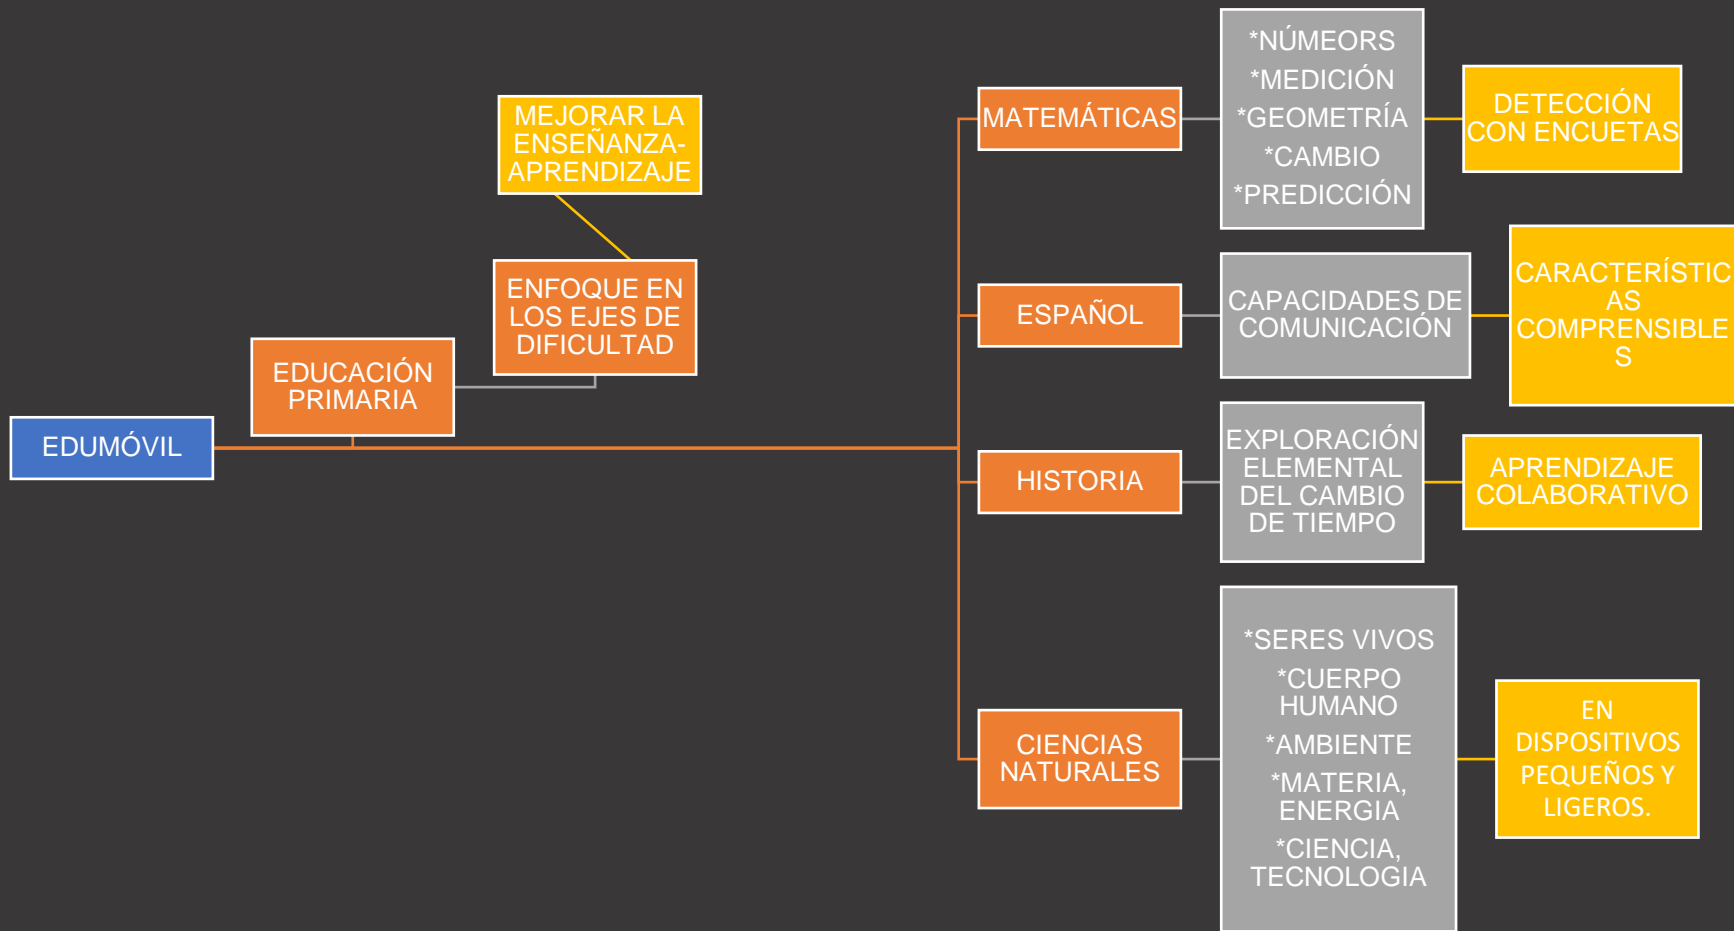 EDUMÓVIL
EDUCACIÓN
PRIMARIA
ENFOQUE EN
LOS EJES DE
DIFICULTAD
MEJORAR LA
ENSEÑANZA-
APRENDIZAJE
MATEMÁTICAS
*NÚMEORS
*MEDICIÓN
*GEOMETRÍA
*CAMBIO
*PREDICCIÓN
DETECCIÓN
CON ENCUETAS
ESPAÑOL
CAPACIDADES DE
COMUNICACIÓN
CARACTERÍSTIC
AS
COMPRENSIBLE
S
HISTORIA
EXPLORACIÓN
ELEMENTAL
DEL CAMBIO
DE TIEMPO
APRENDIZAJE
COLABORATIVO
CIENCIAS
NATURALES
*SERES VIVOS
*CUERPO
HUMANO
*AMBIENTE
*MATERIA,
ENERGIA
*CIENCIA,
TECNOLOGIA
EN
DISPOSITIVOS
PEQUEÑOS Y
LIGEROS.